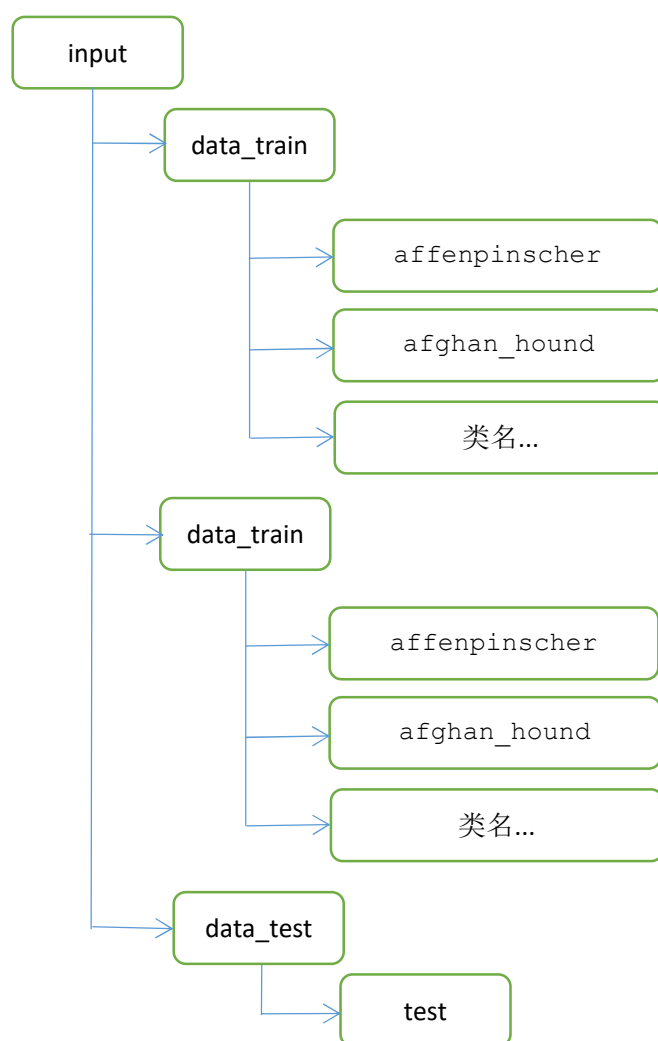 input
data_train
affenpinscher
afghan_hound
类名...
data_train
affenpinscher
afghan_hound
类名...
data_test
test